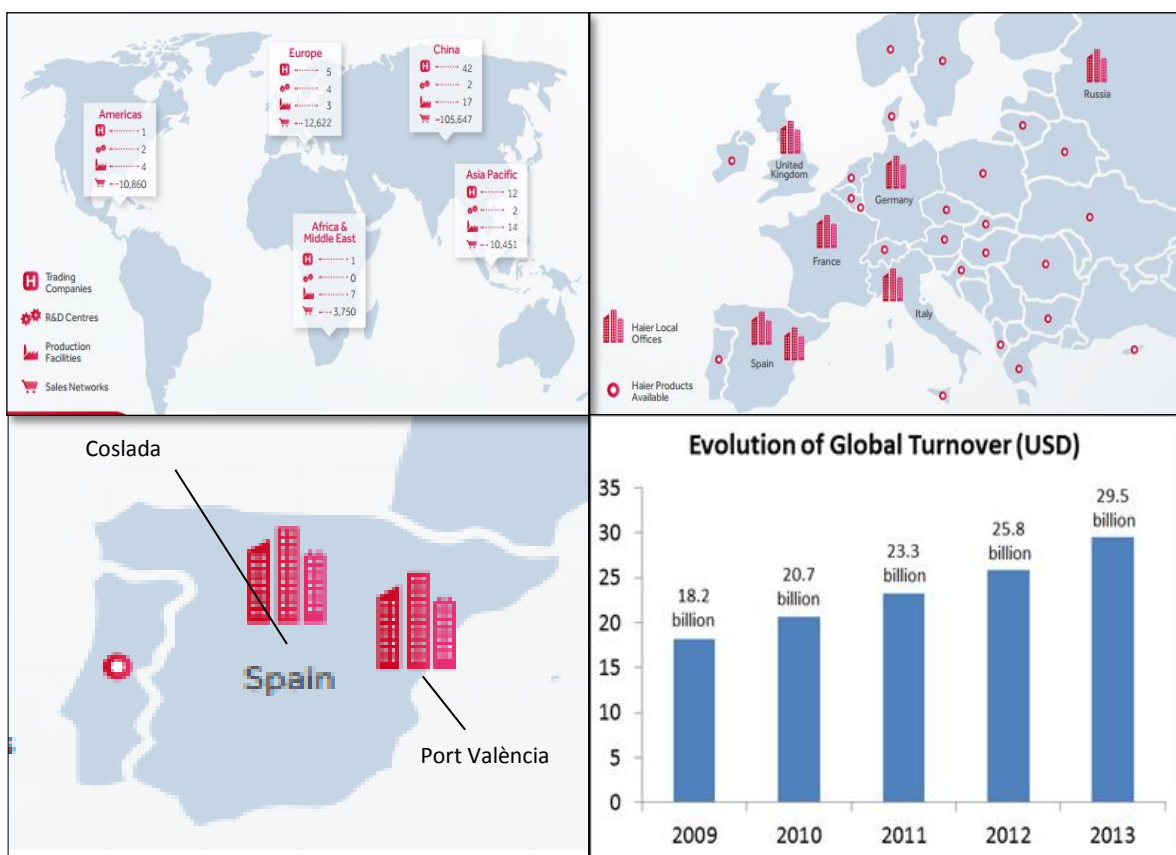 Americas
1
2
4
10,860
Europe
5
4
3
12,622
China
42
2
17
105,647
Asia Pacific
12
2
14
10,451
Africa &
Middle East
1
0
7
3,750
H Trading
Companies
R&D Centres
Production
Facilities
Sales Networks
Russia
United
Kingdom
Germany
France
Italy
Spain
Haier Local
Offices
Haier Products
Available
Coslada
Spain
Port València
Evolution of Global Turnover (USD)
35
30
25
20
15
10
5
0
18.2
billion
20.7
billion
23.3
billion
25.8
billion
29.5
billion
2009 2010 2011 2012 2013